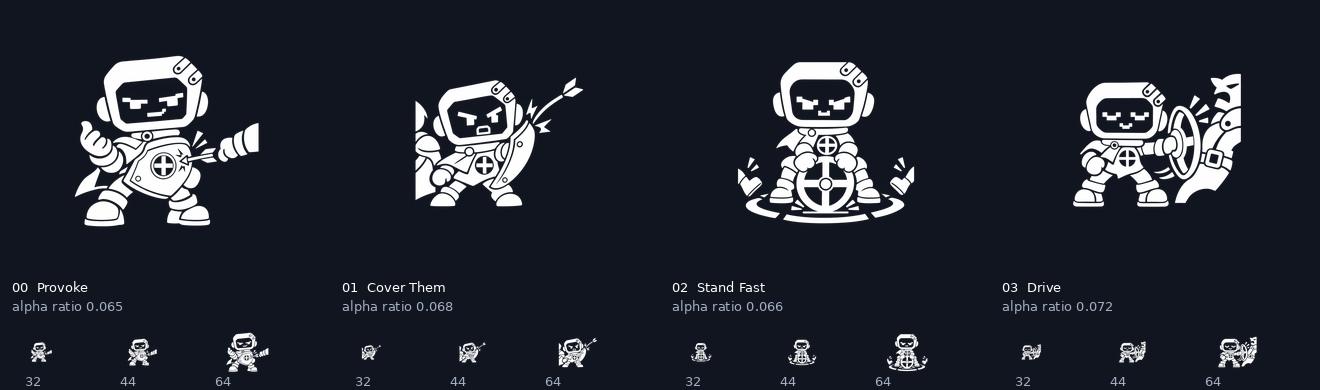 00 Provoke
alpha ratio 0.065
32 44 64
01 Cover Them
alpha ratio 0.068
32 44 64
02 Stand Fast
alpha ratio 0.066
32 44 64
03 Drive
alpha ratio 0.072
32 44 64